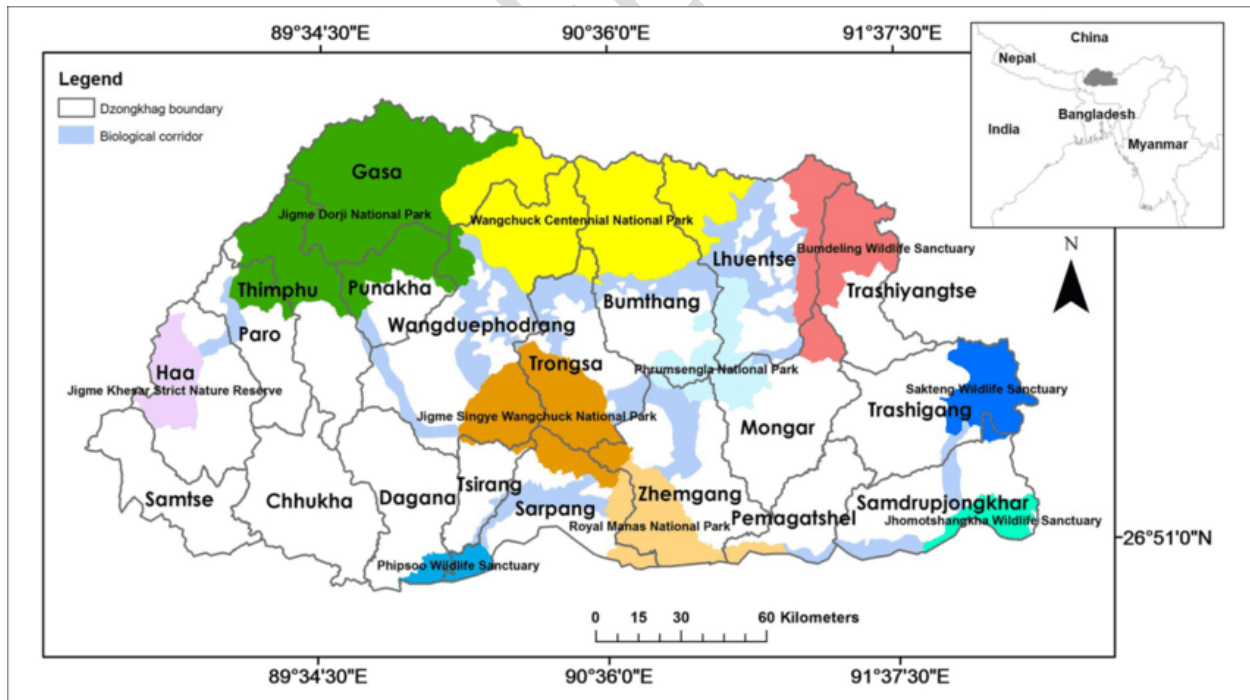 89°34'30"E
90°36'0"E
91°37'30"E
Legend
Dzongkhag boundary
Biological corridor
China
Nepal
Bangladesh
India
Myanmar
N
Gasa
Jigme Dorji National Park
Wangchuck Centennial National Park
Bumdeling Wildlife Sanctuary
Lhuentse
Thimphu
Punakha
Bumthang
Trashiyangtse
Paro
Wangduephodrang
Haa
Trongsa
Phrumsengla National Park
Jigme Khesar Strict Nature Reserve
Sakteng Wildlife Sanctuary
Jigme Singye Wangchuck National Park
Trashigang
Mongar
Samtse
Chhukha
Dagana
Tsirang
Sarpang
Zhemgang
Royal Manas National Park
Pemagatshel
Samdrupjongkhar
Jhomotshangkha Wildlife Sanctuary
Phipsoo Wildlife Sanctuary
26°51'0"N
0 15 30 60 Kilometers
89°34'30"E
90°36'0"E
91°37'30"E